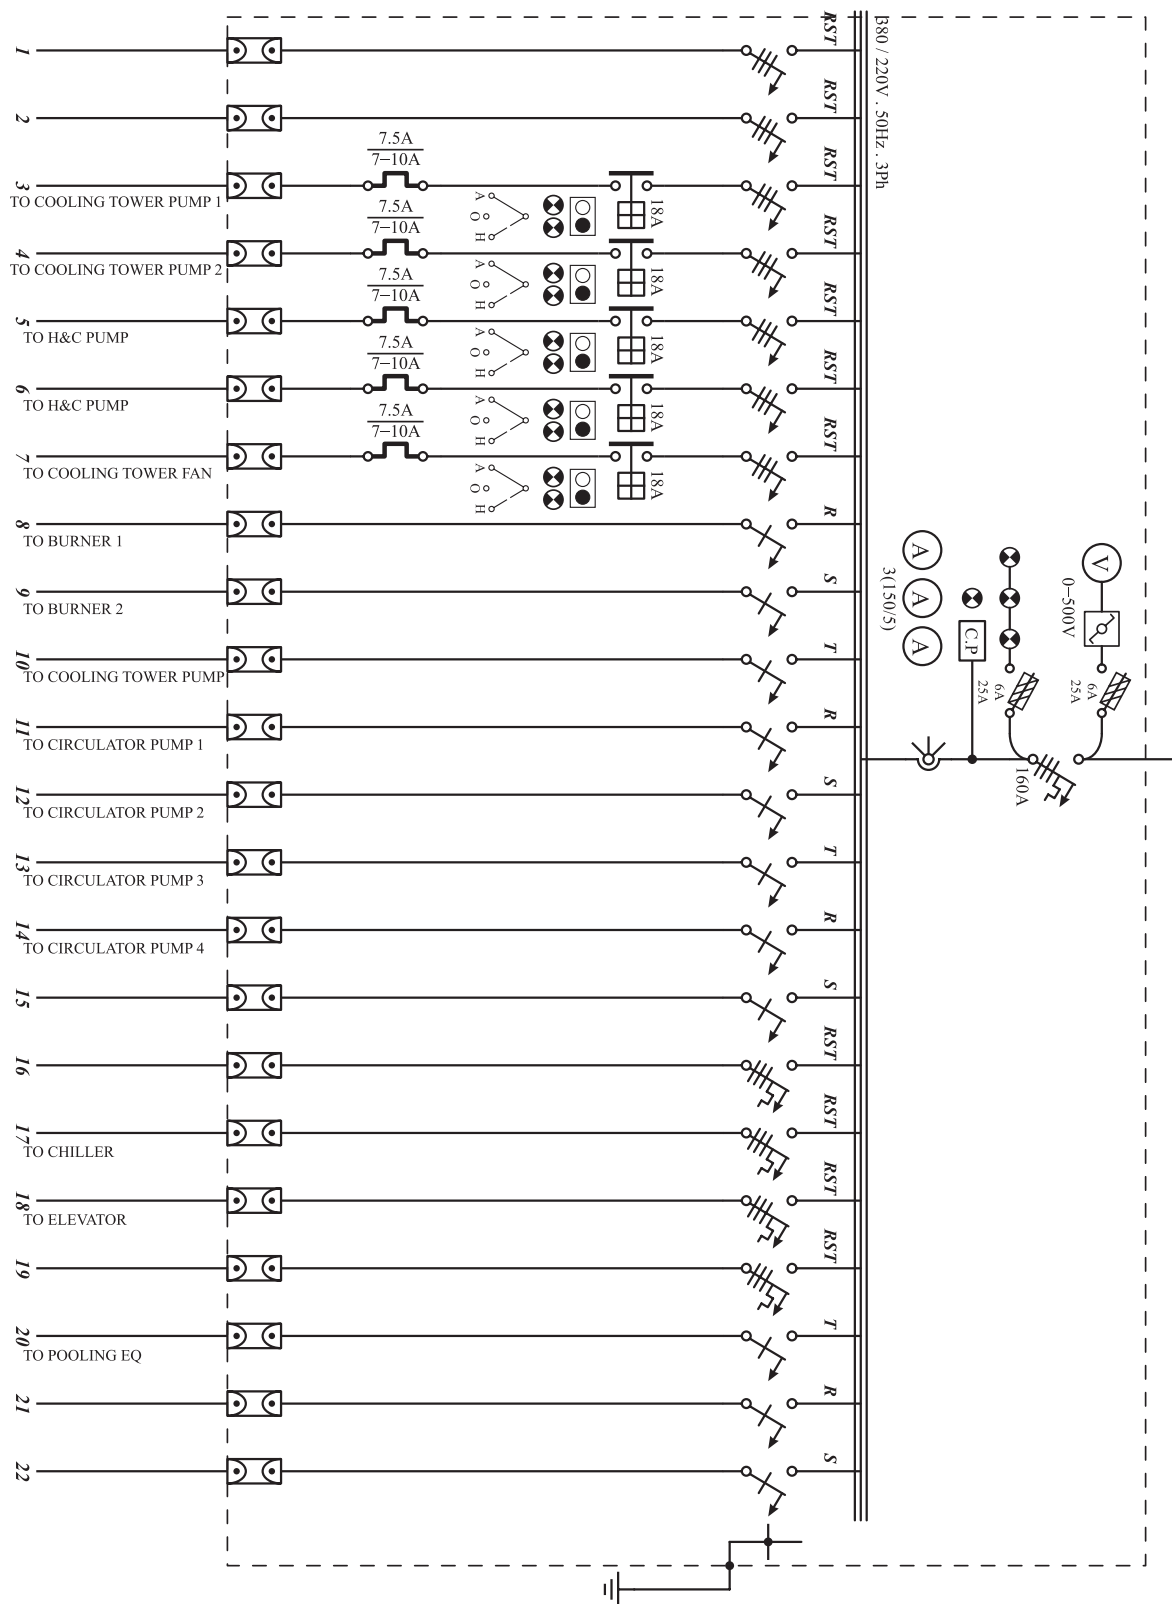 380 / 220V . 50Hz . 3Ph
1
RST
2
RST
3
TO COOLING TOWER PUMP 1
7.5A
7–10A
A
O
H
18A
RST
4
TO COOLING TOWER PUMP 2
7.5A
7–10A
A
O
H
18A
RST
5
TO H&C PUMP
7.5A
7–10A
A
O
H
18A
RST
6
TO H&C PUMP
7.5A
7–10A
A
O
H
18A
RST
7
TO COOLING TOWER FAN
7.5A
7–10A
A
O
H
18A
RST
8
TO BURNER 1
R
9
TO BURNER 2
S
10
TO COOLING TOWER PUMP
T
11
TO CIRCULATOR PUMP 1
R
12
TO CIRCULATOR PUMP 2
S
13
TO CIRCULATOR PUMP 3
T
14
TO CIRCULATOR PUMP 4
R
15
S
16
RST
17
TO CHILLER
RST
18
TO ELEVATOR
RST
19
RST
20
TO POOLING EQ
T
21
R
22
S
A
A
A
3(150/5)
C.P
V
0–500V
6A
25A
6A
25A
160A